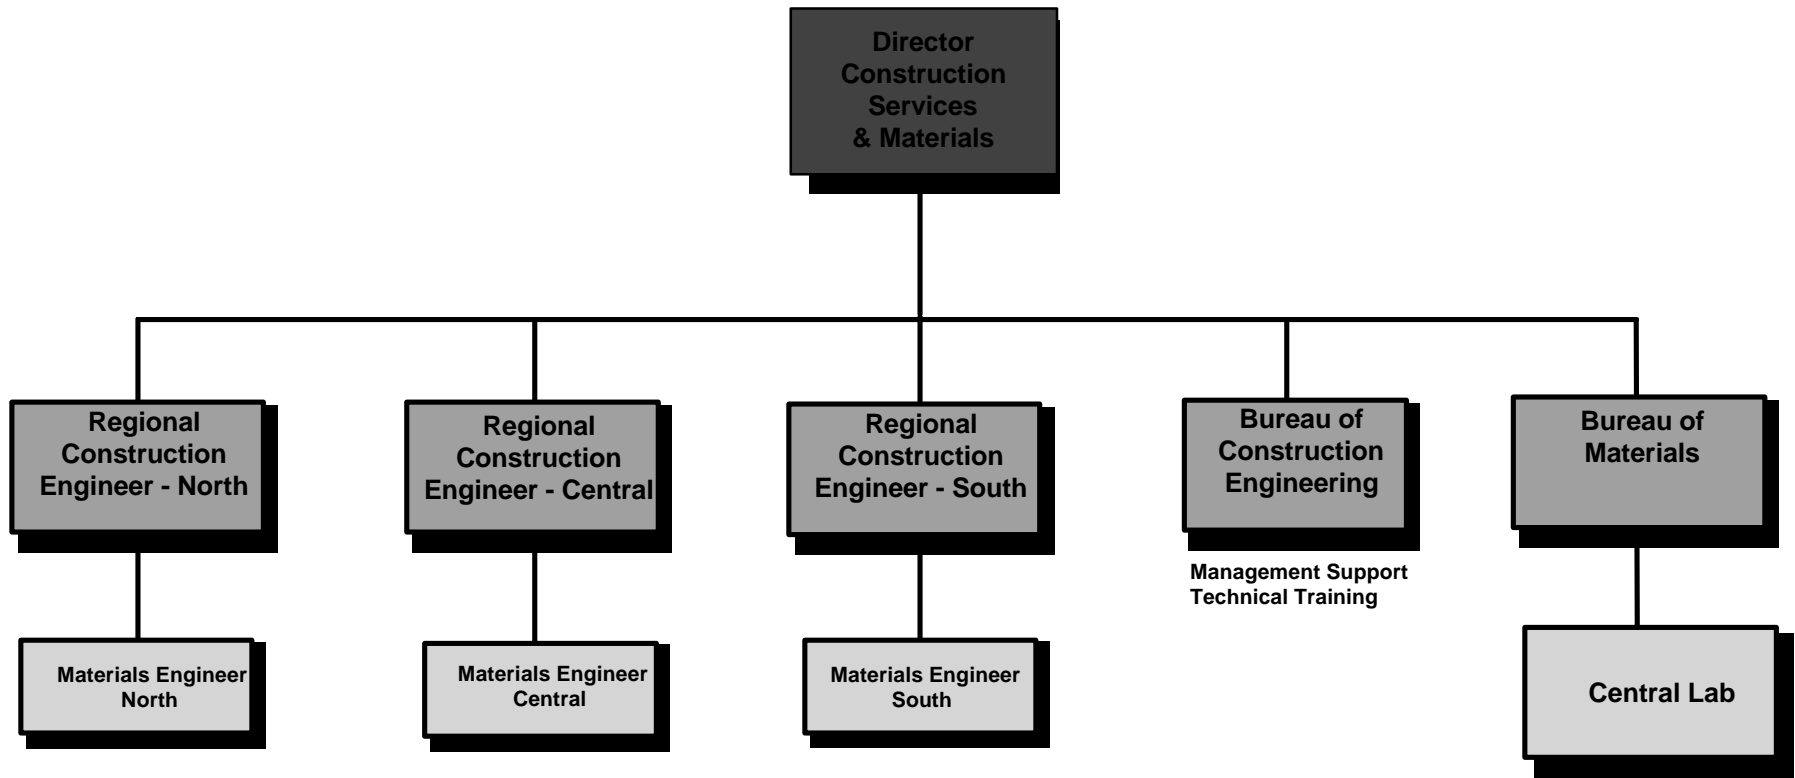 Director
Construction
Services
& Materials
Regional
Construction
Engineer - North
Regional
Construction
Engineer - Central
Regional
Construction
Engineer - South
Bureau of
Construction
Engineering
Bureau of
Materials
Management Support
Technical Training
Materials Engineer
North
Materials Engineer
Central
Materials Engineer
South
Central Lab